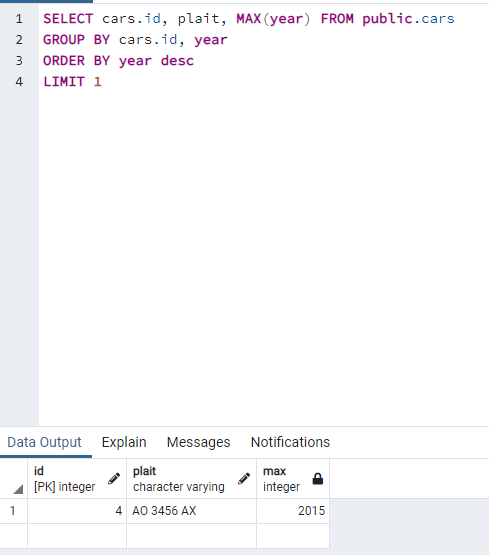 1 SELECT cars.id, plait, MAX(year) FROM public.cars
2 GROUP BY cars.id, year
3 ORDER BY year desc
4 LIMIT 1
Data Output Explain Messages Notifications
id plait max
[PK] integer character varying integer
1 4 AO 3456 AX 2015